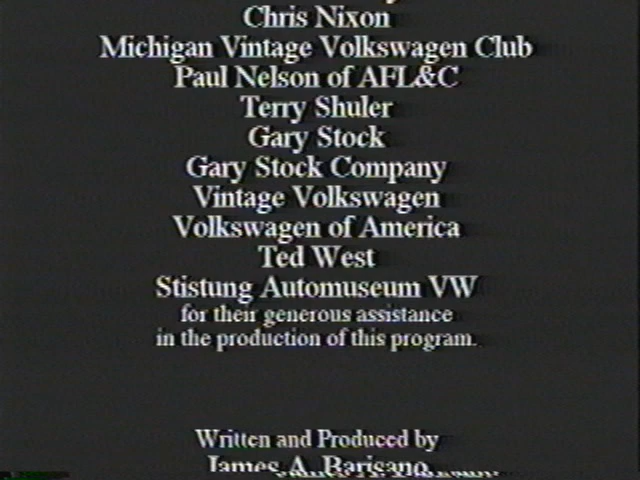 Chris Nixon
Michigan Vintage Volkswagen Club
Paul Nelson of AFL&C
Terry Shuler
Gary Stock
Gary Stock Company
Vintage Volkswagen
Volkswagen of America
Ted West
Stistung Automuseum VW
for their generous assistance
in the production of this program.
Written and Produced by
James A. Barisano